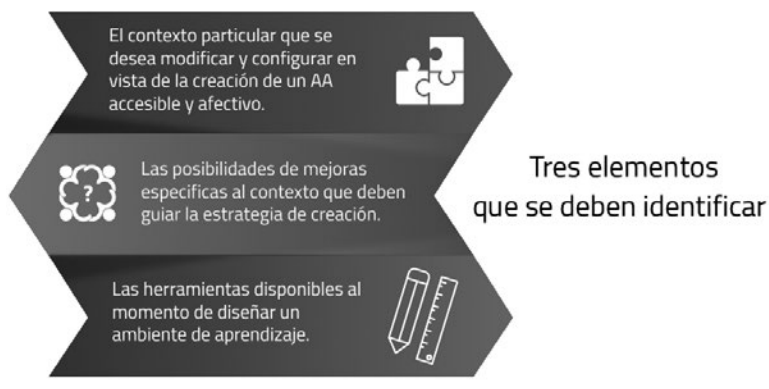 El contexto particular que se
desea modificar y configurar en
vista de la creación de un AA
accesible y afectivo.
Las posibilidades de mejoras
especificas al contexto que deben
guiar la estrategia de creación.
Las herramientas disponibles al
momento de diseñar un
ambiente de aprendizaje.
Tres elementos
que se deben identificar
?